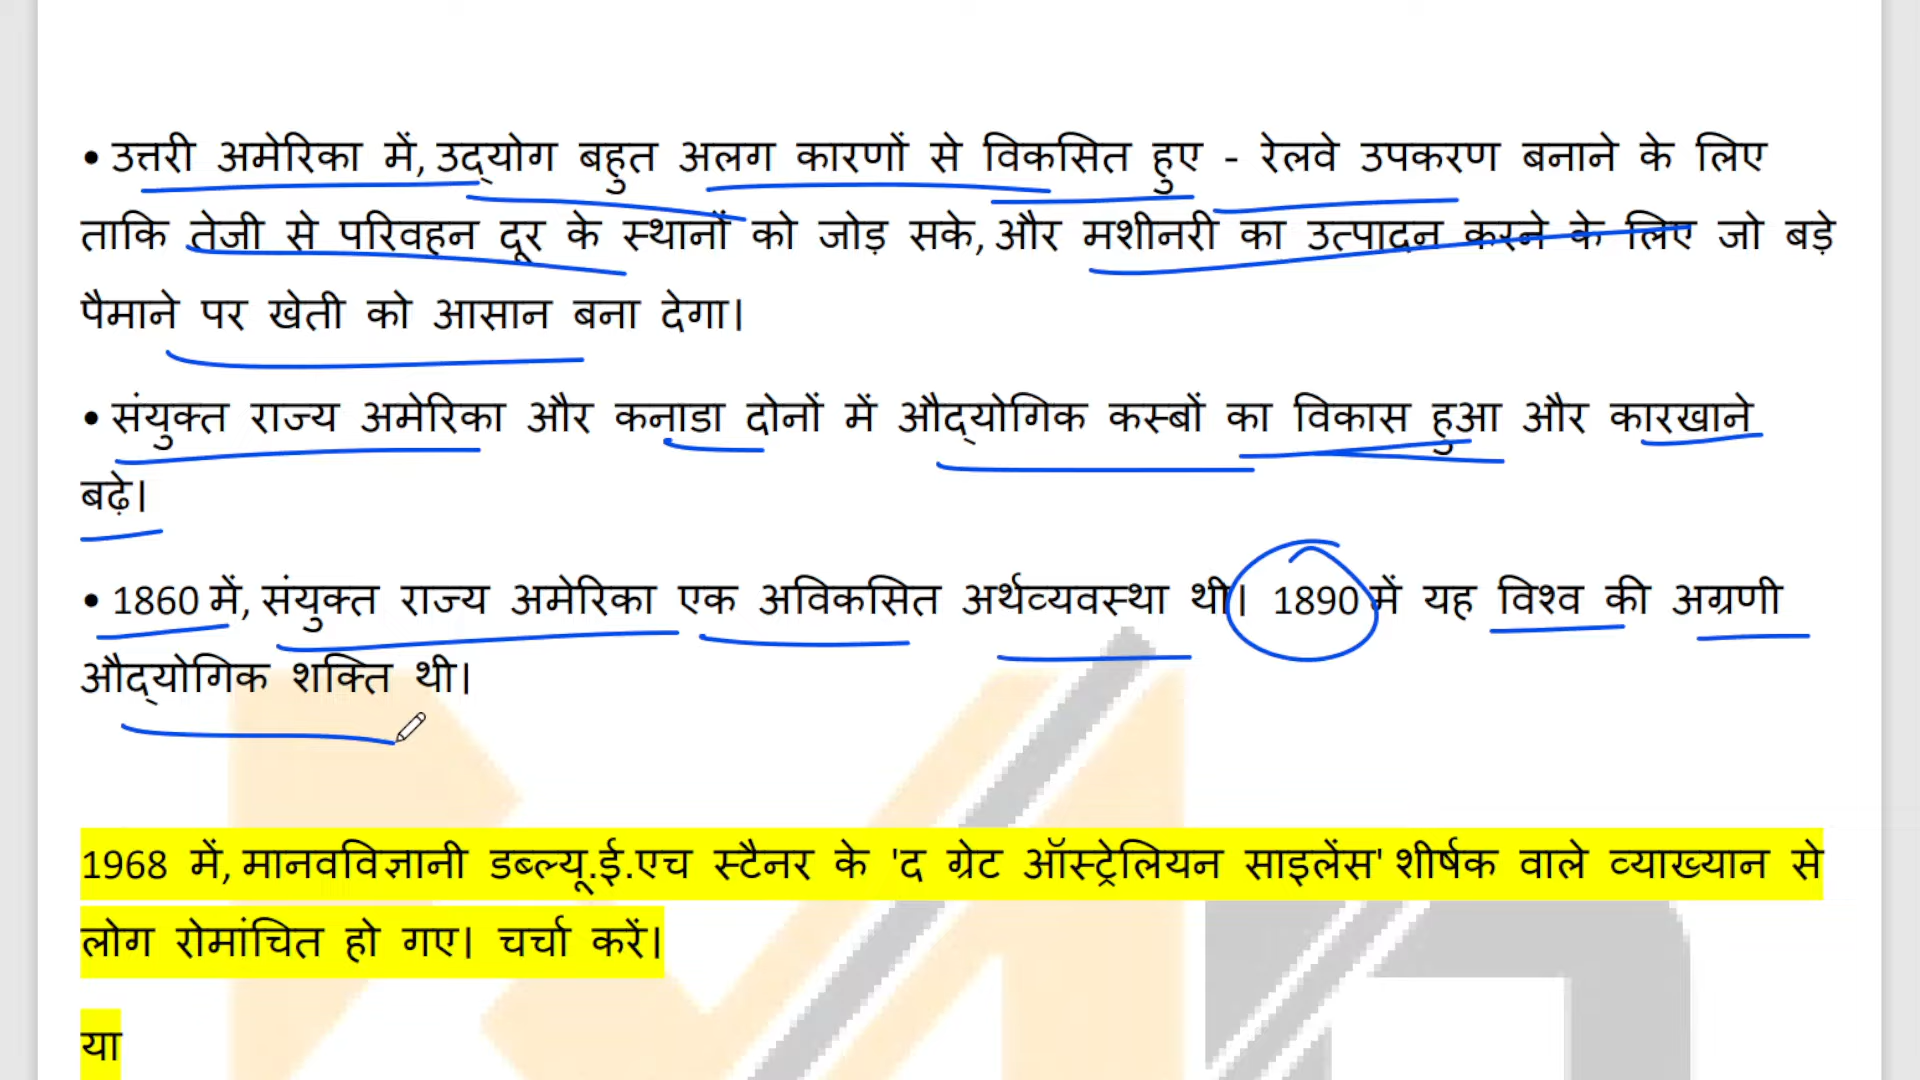 • उत्तरी अमेरिका में, उद्योग बहुत अलग कारणों से विकसित हुए - रेलवे उपकरण बनाने के लिए
ताकि तेजी से परिवहन दूर के स्थानों को जोड़ सके, और मशीनरी का उत्पादन करने के लिए जो बड़े
पैमाने पर खेती को आसान बना देगा।
• संयुक्त राज्य अमेरिका और कनाडा दोनों में औद्योगिक कस्बों का विकास हुआ और कारखाने
बढ़े।
• 1860 में, संयुक्त राज्य अमेरिका एक अविकसित अर्थव्यवस्था थी। 1890 में यह विश्व की अग्रणी
औद्योगिक शक्ति थी।
1968 में, मानवविज्ञानी डब्ल्यू.ई.एच स्टैनर के 'द ग्रेट ऑस्ट्रेलियन साइलेंस' शीर्षक वाले व्याख्यान से
लोग रोमांचित हो गए। चर्चा करें।
या